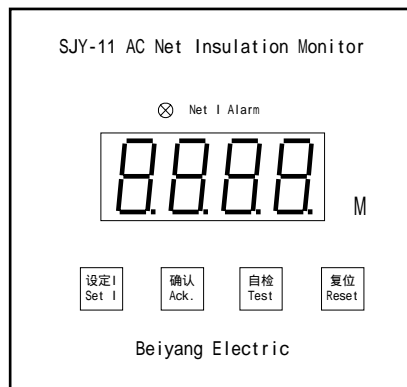 SJY-11 AC Net Insulation Monitor
Net I Alarm
8.8.8.8.
M
设定I
Set I
确认
Ack.
自检
Test
复位
Reset
Beiyang Electric